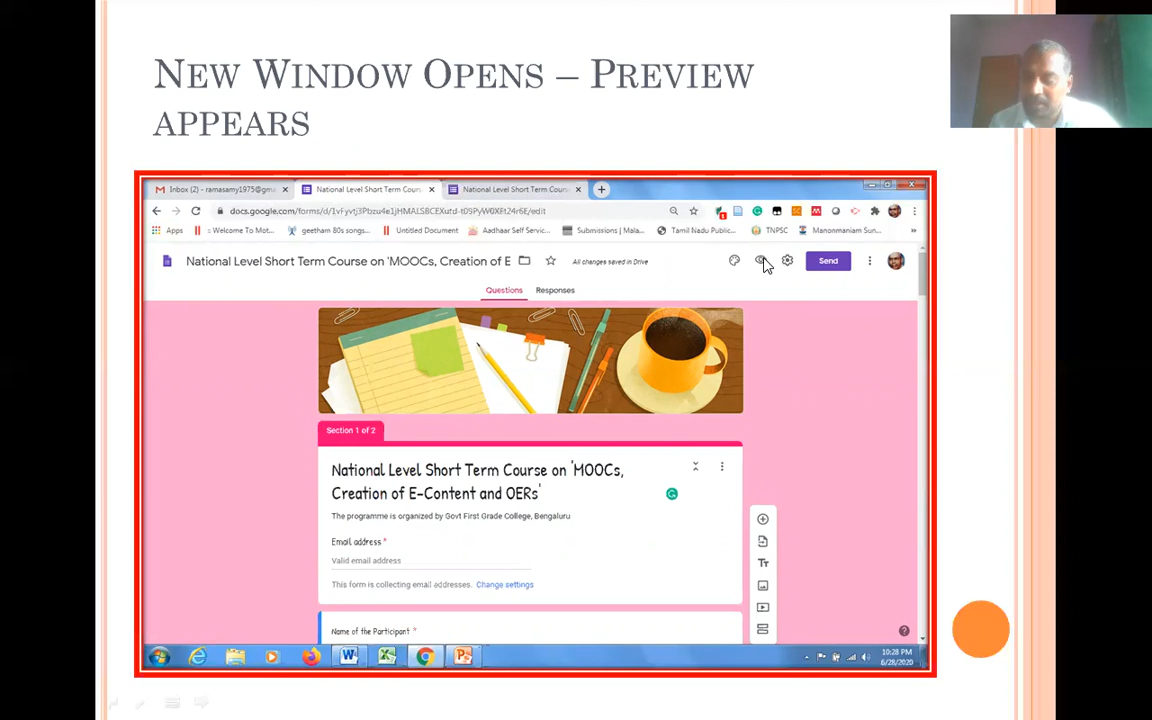 NEW WINDOW OPENS – PREVIEW
APPEARS
Inbox (2) - ramasamy1975@gm
National Level Short Term Cours
National Level Short Term Cours
docs.google.com/forms/d/
/edit
Apps
:: Welcome To Mot...
geetham 80s songs...
Untitled Document
Aadhaar Self Servic...
Submissions | Mala...
Tamil Nadu Public...
TNPSC
Manonmaniam Sun...
National Level Short Term Course on 'MOOCs, Creation of E
All changes saved in Drive
Send
Questions
Responses
Section 1 of 2
National Level Short Term Course on 'MOOCs,
Creation of E-Content and OERs'
The programme is organized by Govt First Grade College, Bengaluru
Email address *
Valid email address
This form is collecting email addresses. Change settings
Name of the Participant *
10:28 PM
6/28/2020